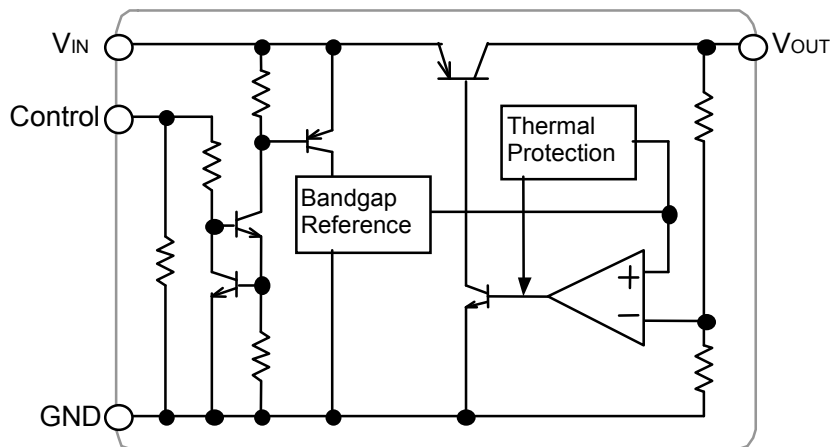 VIN
VOUT
Control
Thermal
Protection
Bandgap
Reference
+
−
GND